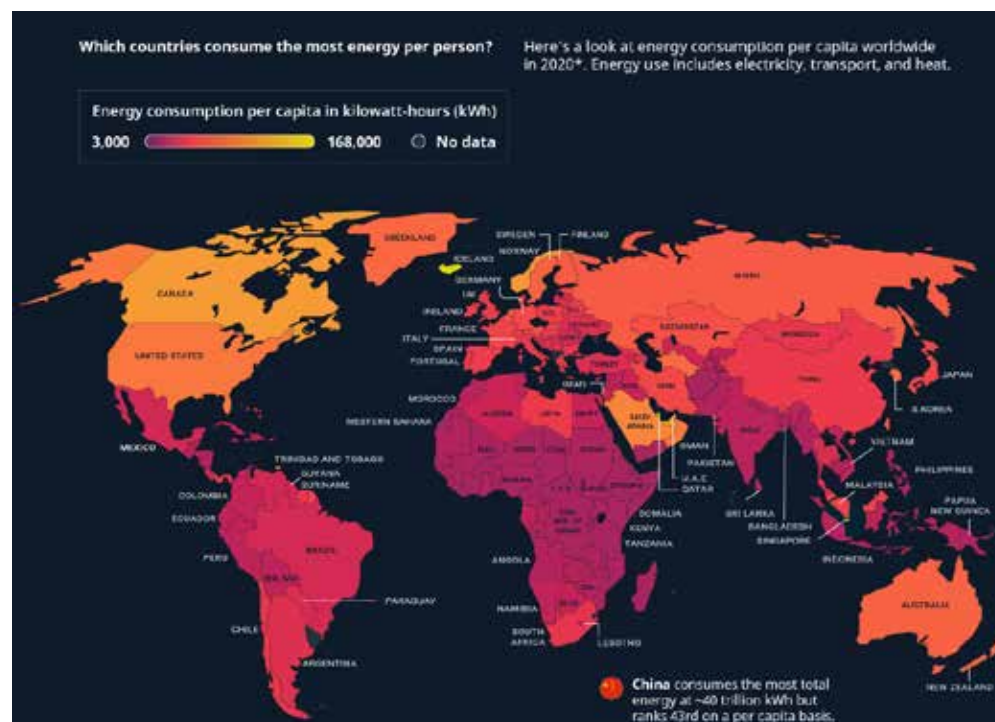 Which countries consume the most energy per person?
Here's a look at energy consumption per capita worldwide
in 2020*. Energy use includes electricity, transport, and heat.
Energy consumption per capita in kilowatt-hours (kWh)
3,000
168,000
No data
GREENLAND
SWEDEN
FINLAND
NORWAY
ICELAND
GERMANY
CANADA
UK
IRELAND
FRANCE
ITALY
SPAIN
PORTUGAL
UNITED STATES
KAZAKHSTAN
MONGOLIA
JAPAN
S.KOREA
MOROCCO
WESTERN SAHARA
ALGERIA
SAUDI
ARABIA
OMAN
PAKISTAN
U.A.E
QATAR
VIETNAM
MEXICO
TRINIDAD AND TOBAGO
GUYANA
SURINAME
COLOMBIA
ECUADOR
PERU
BRAZIL
PARAGUAY
CHILE
ARGENTINA
SOMALIA
KENYA
TANZANIA
ANGOLA
NAMIBIA
SOUTH
AFRICA
LESOTHO
SRI LANKA
BANGLADESH
SINGAPORE
MALAYSIA
PHILIPPINES
PAPUA
NEW GUINEA
INDONESIA
AUSTRALIA
NEW ZEALAND
China consumes the most total
energy at ~40 trillion kWh but
ranks 43rd on a per capita basis.